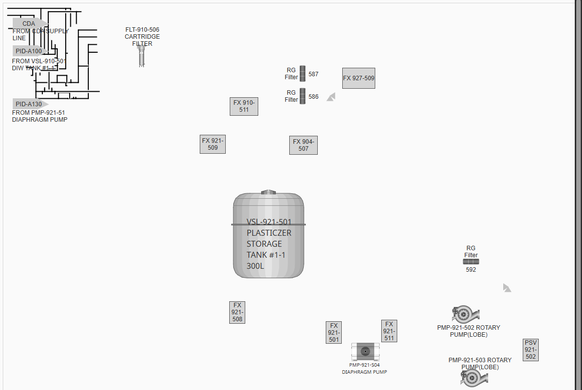 CDA
FROM CDA SUPPLY
LINE
PID-A100
FROM VSL-910-501
DIW TANK #1-1
PID-A130
FROM PMP-921-51
DIAPHRAGM PUMP
FLT-910-506
CARTRIDGE
FILTER
RG
Filter
587
RG
Filter
586
FX 927-509
FX 910-
511
FX 921-
509
FX 904-
507
VSL-921-501
PLASTICZER
STORAGE
TANK #1-1
300L
RG
Filter
592
FX
921-
508
FX
921-
501
FX
921-
511
PMP-921-504
DIAPHRAGM PUMP
PMP-921-502 ROTARY
PUMP(LOBE)
PSV
921-
502
PMP-921-503 ROTARY
PUMP(LOBE)